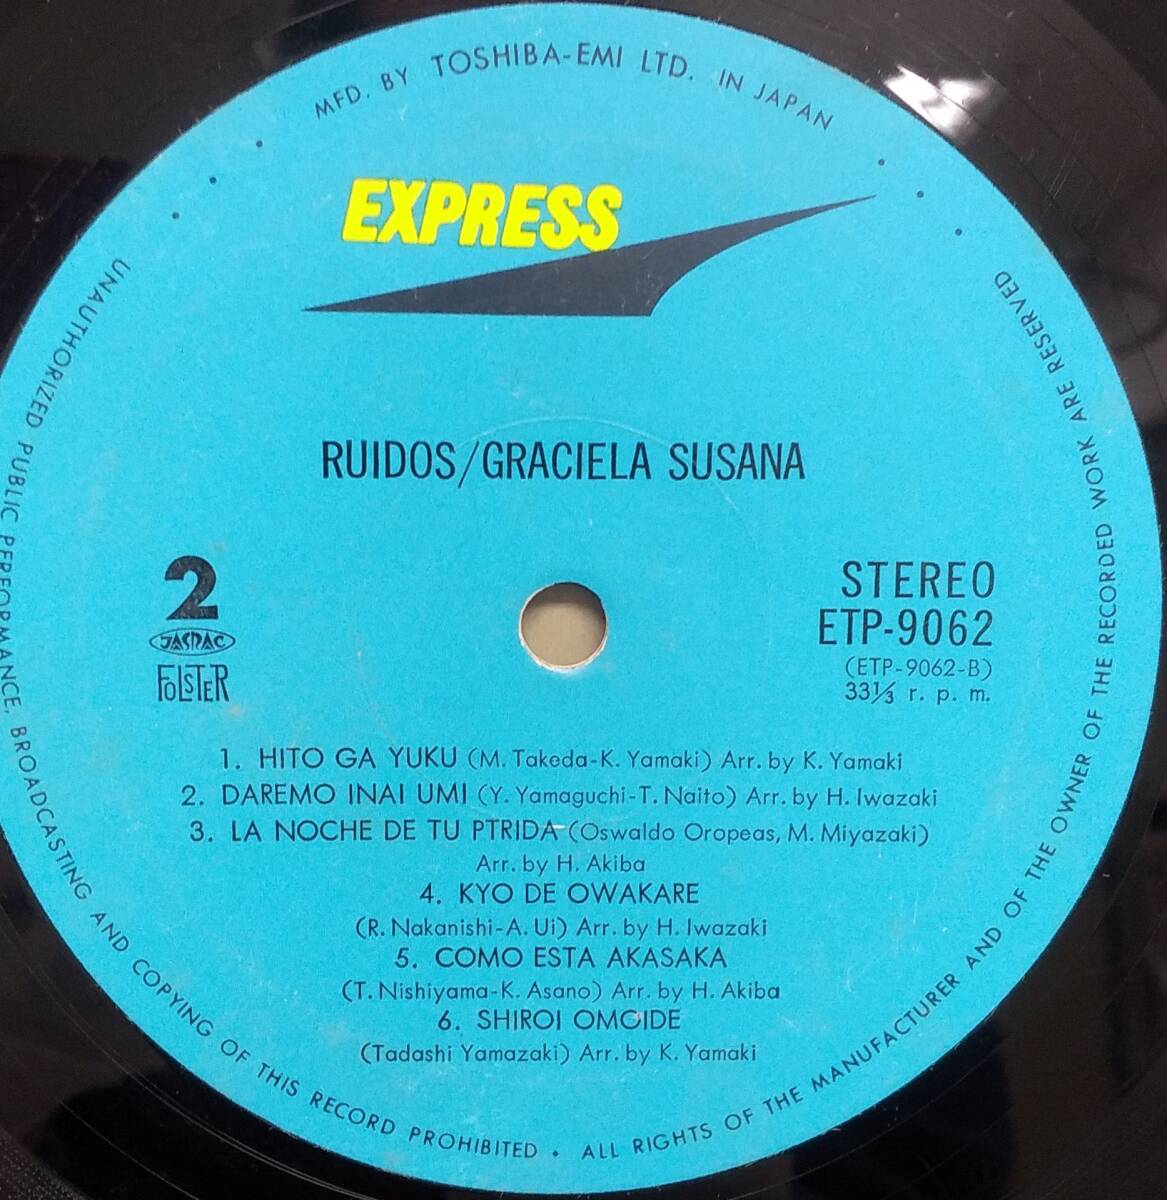 MFD. BY TOSHIBA-EMI LTD. IN JAPAN
EXPRESS
RUIDOS/GRACIELA SUSANA
2
JASRAC
FOLSTER
STEREO
ETP-9062
(ETP-9062-B)
33⅓ r. p. m.
1. HITO GA YUKU (M. Takeda-K. Yamaki) Arr. by K. Yamaki
2. DAREMO INAI UMI (Y. Yamaguchi-T. Naito) Arr. by H. Iwazaki
3. LA NOCHE DE TU PTRIDA (Oswaldo Oropeas, M. Miyazaki)
Arr. by H. Akiba
4. KYO DE OWAKARE
(R. Nakanishi-A. Ui) Arr. by H. Iwazaki
5. COMO ESTA AKASAKA
(T. Nishiyama-K. Asano) Arr. by H. Akiba
6. SHIROI OMOIDE
(Tadashi Yamazaki) Arr. by K. Yamaki
UNAUTHORIZED PUBLIC PERFORMANCE, BROADCASTING AND COPYING OF THIS RECORD PROHIBITED • ALL RIGHTS OF THE MANUFACTURER AND OF THE OWNER OF THE RECORDED WORK ARE RESERVED